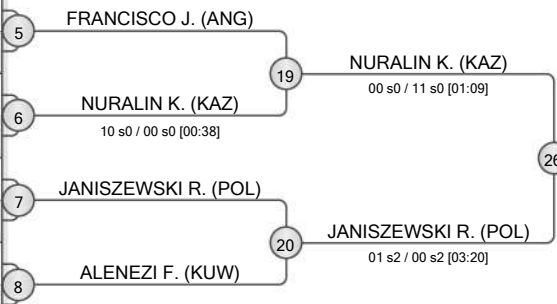 FRANCISCO J. (ANG)
5
NURALIN K. (KAZ)
19
00 s0 / 11 s0 [01:09]
NURALIN K. (KAZ)
6
10 s0 / 00 s0 [00:38]
26
JANISZEWSKI R. (POL)
7
JANISZEWSKI R. (POL)
20
01 s2 / 00 s2 [03:20]
ALENEZI F. (KUW)
8